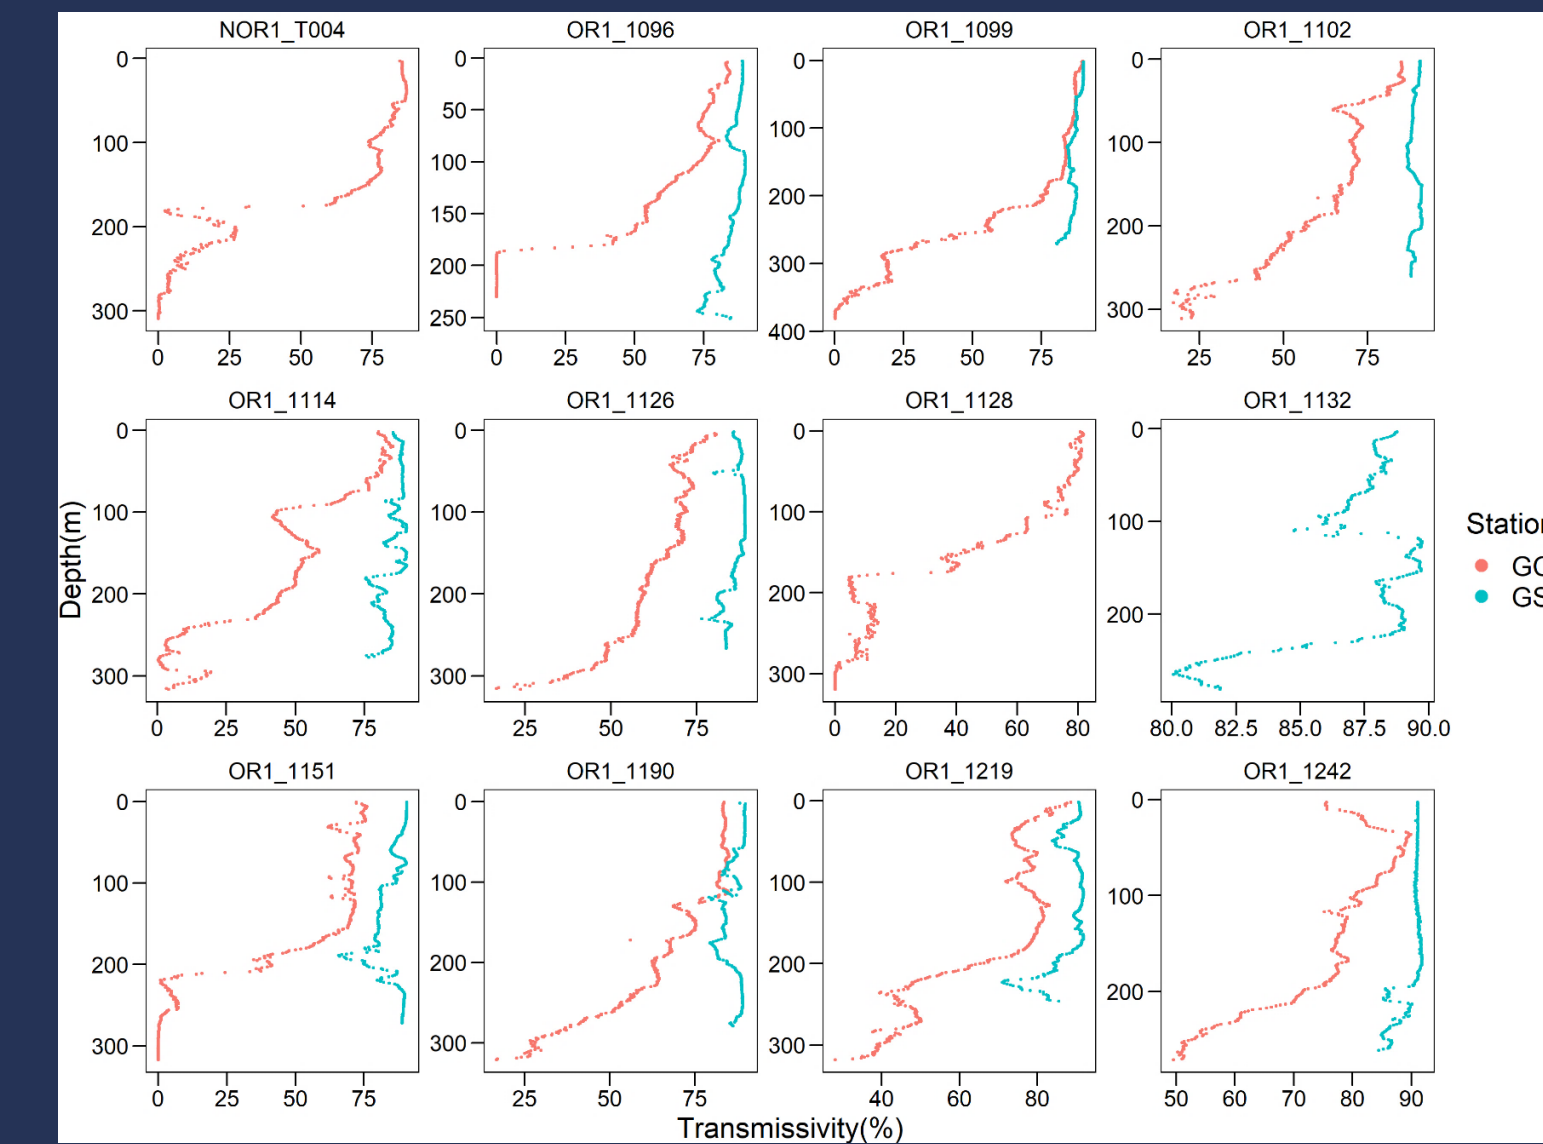 NOR1_T004 OR1_1096 OR1_1099 OR1_1102
0 0 0 0
50
100 100 100 100
150
200 200 200 200
250
300 300 300
400
0 25 50 75 0 25 50 75 0 25 50 75 25 50 75
OR1_1114 OR1_1126 OR1_1128 OR1_1132
0 0 0 0
100 100 100 100
200 200 200 200
300 300 300
0 25 50 75 25 50 75 0 20 40 60 80 80.0 82.5 85.0 87.5 90.0
Depth(m)
OR1_1151 OR1_1190 OR1_1219 OR1_1242
0 0 0 0
100 100 100 100
200 200 200 200
300 300 300
0 25 50 75 25 50 75 40 60 80 50 60 70 80 90
Transmissivity(%)
Station